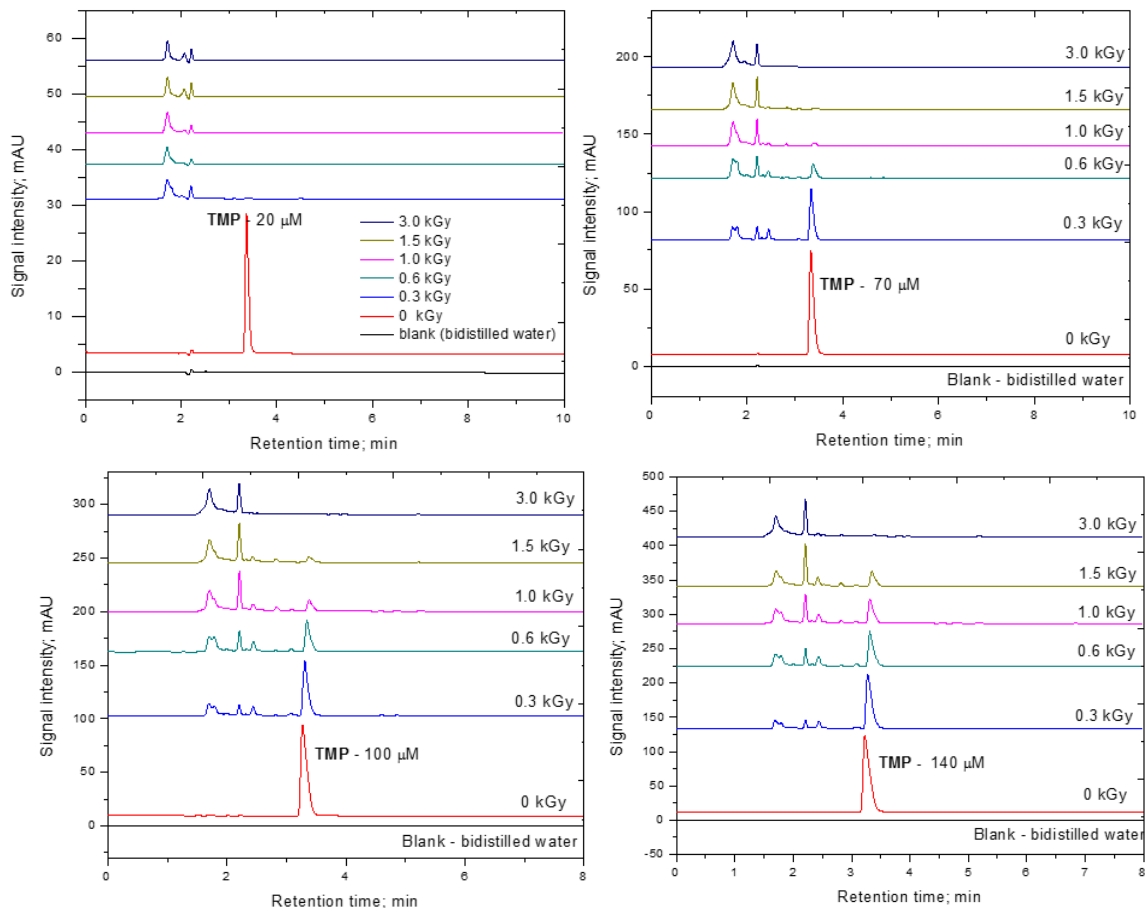 60
50
40
30
20
10
0
Signal intensity; mAU
TMP - 20 μM
3.0 kGy
1.5 kGy
1.0 kGy
0.6 kGy
0.3 kGy
0 kGy
blank (bidistilled water)
0 2 4 6 8 10
Retention time; min
200
150
100
50
0
Signal intensity; mAU
3.0 kGy
1.5 kGy
1.0 kGy
0.6 kGy
0.3 kGy
TMP - 70 μM
0 kGy
Blank - bidistilled water
0 2 4 6 8 10
Retention time; min
300
250
200
150
100
50
0
Signal intensity; mAU
3.0 kGy
1.5 kGy
1.0 kGy
0.6 kGy
0.3 kGy
TMP - 100 μM
0 kGy
Blank - bidistilled water
0 2 4 6 8
Retention time; min
500
450
400
350
300
250
200
150
100
50
0
-50
Signal intensity; mAU
3.0 kGy
1.5 kGy
1.0 kGy
0.6 kGy
0.3 kGy
TMP - 140 μM
0 kGy
Blank - bidistilled water
0 1 2 3 4 5 6 7 8
Retention time; min